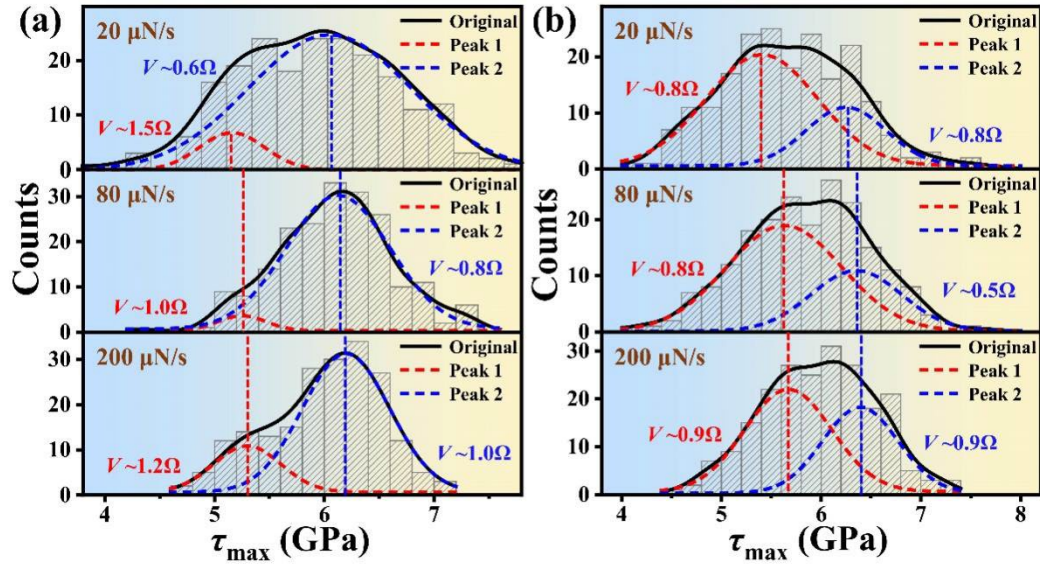 (a)
20 μN/s
Original
Peak 1
Peak 2
V ~0.6Ω
V ~1.5Ω
20
10
0
80 μN/s
Original
Peak 1
Peak 2
V ~0.8Ω
V ~1.0Ω
30
20
10
0
200 μN/s
Original
Peak 1
Peak 2
V ~1.2Ω
V ~1.0Ω
30
20
10
0
Counts
5 6 7
τmax (GPa)
(b)
20 μN/s
Original
Peak 1
Peak 2
V ~0.8Ω
V ~0.8Ω
30
20
10
0
80 μN/s
Original
Peak 1
Peak 2
V ~0.8Ω
V ~0.5Ω
20
10
0
200 μN/s
Original
Peak 1
Peak 2
V ~0.9Ω
V ~0.9Ω
30
20
10
0
Counts
4 5 6 7 8
τmax (GPa)